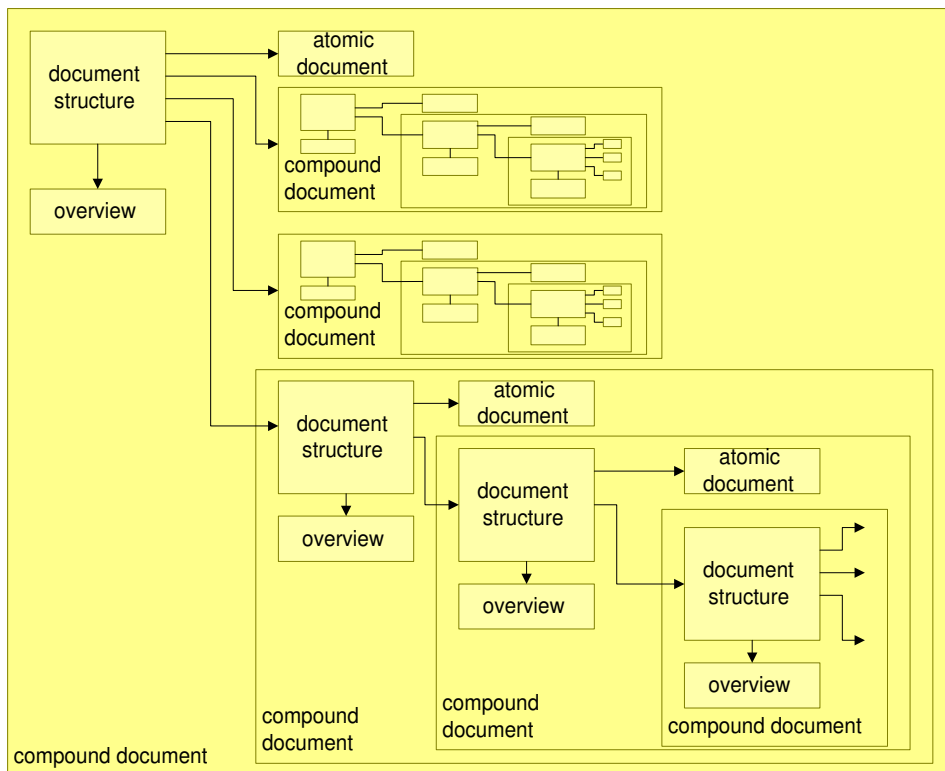 atomic
document
document
structure
compound
document
overview
compound
document
document
structure
atomic
document
overview
document
structure
atomic
document
overview
document
structure
overview
compound
document
compound
document
compound document
compound document